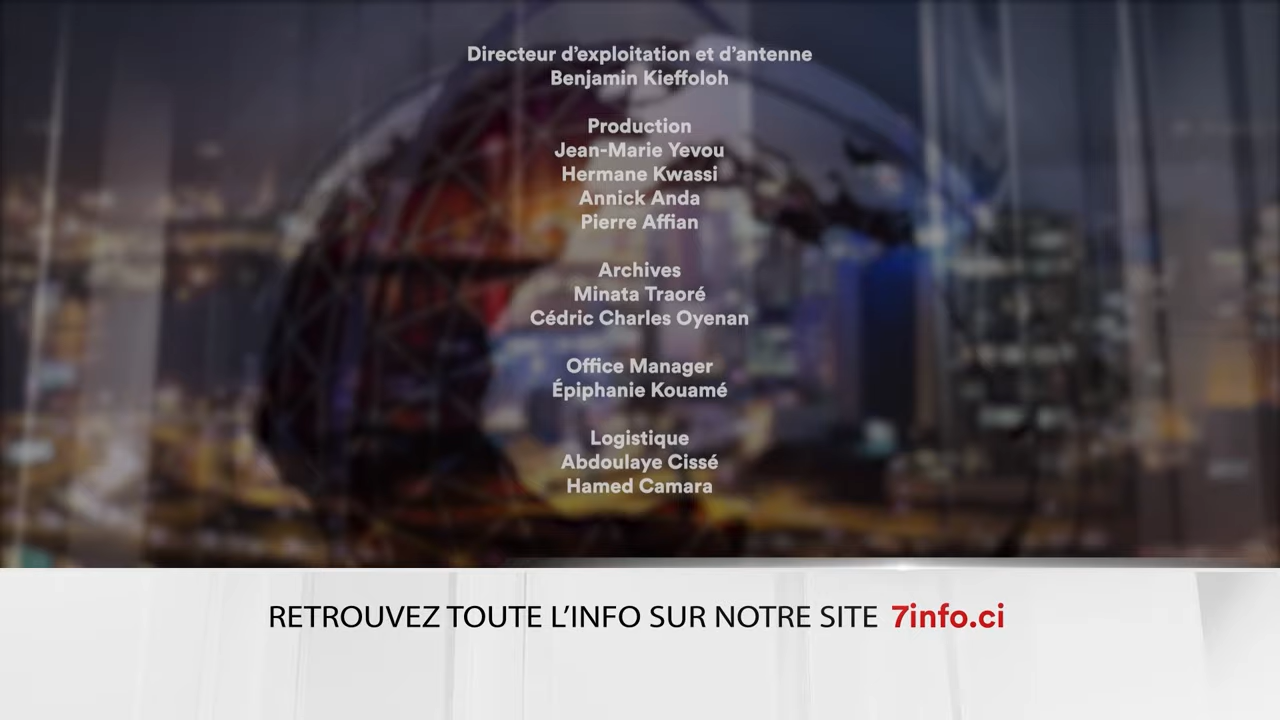 Directeur d’exploitation et d’antenne
Benjamin Kieffoloh
Production
Jean-Marie Yevou
Hermane Kwassi
Annick Anda
Pierre Affian
Archives
Minata Traoré
Cédric Charles Oyenan
Office Manager
Épiphanie Kouamé
Logistique
Abdoulaye Cissé
Hamed Camara
RETROUVEZ TOUTE L’INFO SUR NOTRE SITE 7info.ci